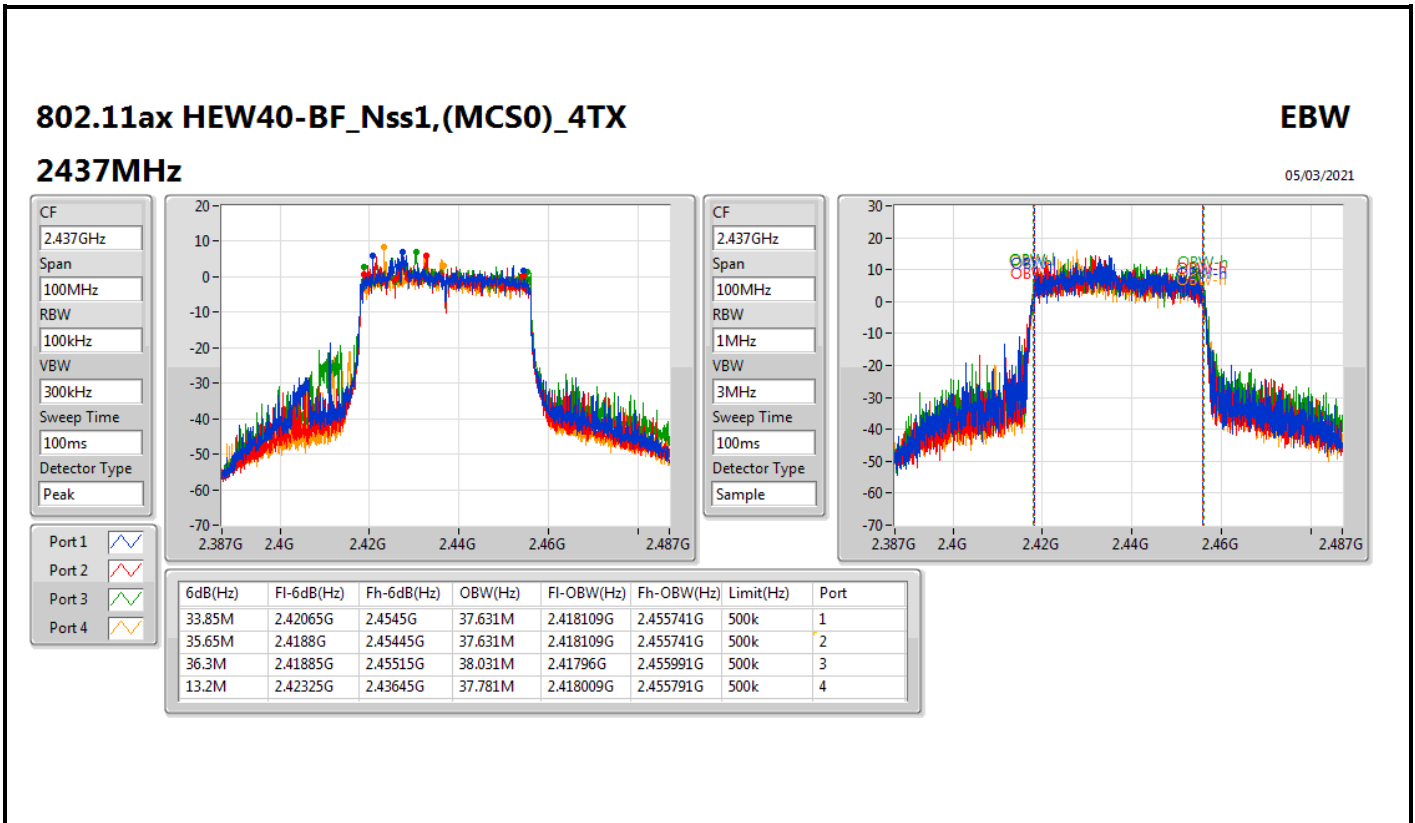 802.11ax HEW40-BF_Nss1,(MCS0)_4TX
EBW
2437MHz
05/03/2021
CF
2.437GHz
Span
100MHz
RBW
100kHz
VBW
300kHz
Sweep Time
100ms
Detector Type
Peak
20
10
0
-10
-20
-30
-40
-50
-60
-70
2.387G 2.4G 2.42G 2.44G 2.46G 2.487G
CF
2.437GHz
Span
100MHz
RBW
1MHz
VBW
3MHz
Sweep Time
100ms
Detector Type
Sample
30
20
10
0
-10
-20
-30
-40
-50
-60
-70
OBW-h
2.387G 2.4G 2.42G 2.44G 2.46G 2.487G
Port 1
Port 2
Port 3
Port 4
6dB(Hz) Fl-6dB(Hz) Fh-6dB(Hz) OBW(Hz) Fl-OBW(Hz) Fh-OBW(Hz) Limit(Hz) Port
33.85M 2.42065G 2.4545G 37.631M 2.418109G 2.455741G 500k 1
35.65M 2.4188G 2.45445G 37.631M 2.418109G 2.455741G 500k 2
36.3M 2.41885G 2.45515G 38.031M 2.41796G 2.455991G 500k 3
13.2M 2.42325G 2.43645G 37.781M 2.418009G 2.455791G 500k 4